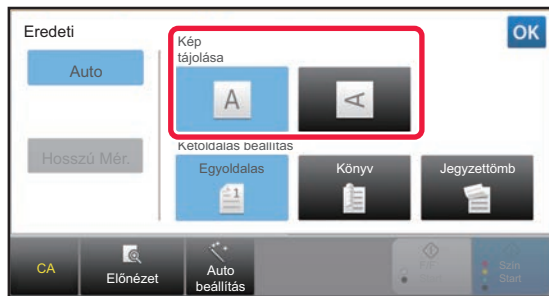 Eredeti
OK
Kép
tájolása
Auto
A
A
Hosszú Mér.
Kétoldalas beállítás
Egyoldalas
Könyv
Jegyzettömb
1
CA
Előnézet
Auto
beállítás
Szín
Start